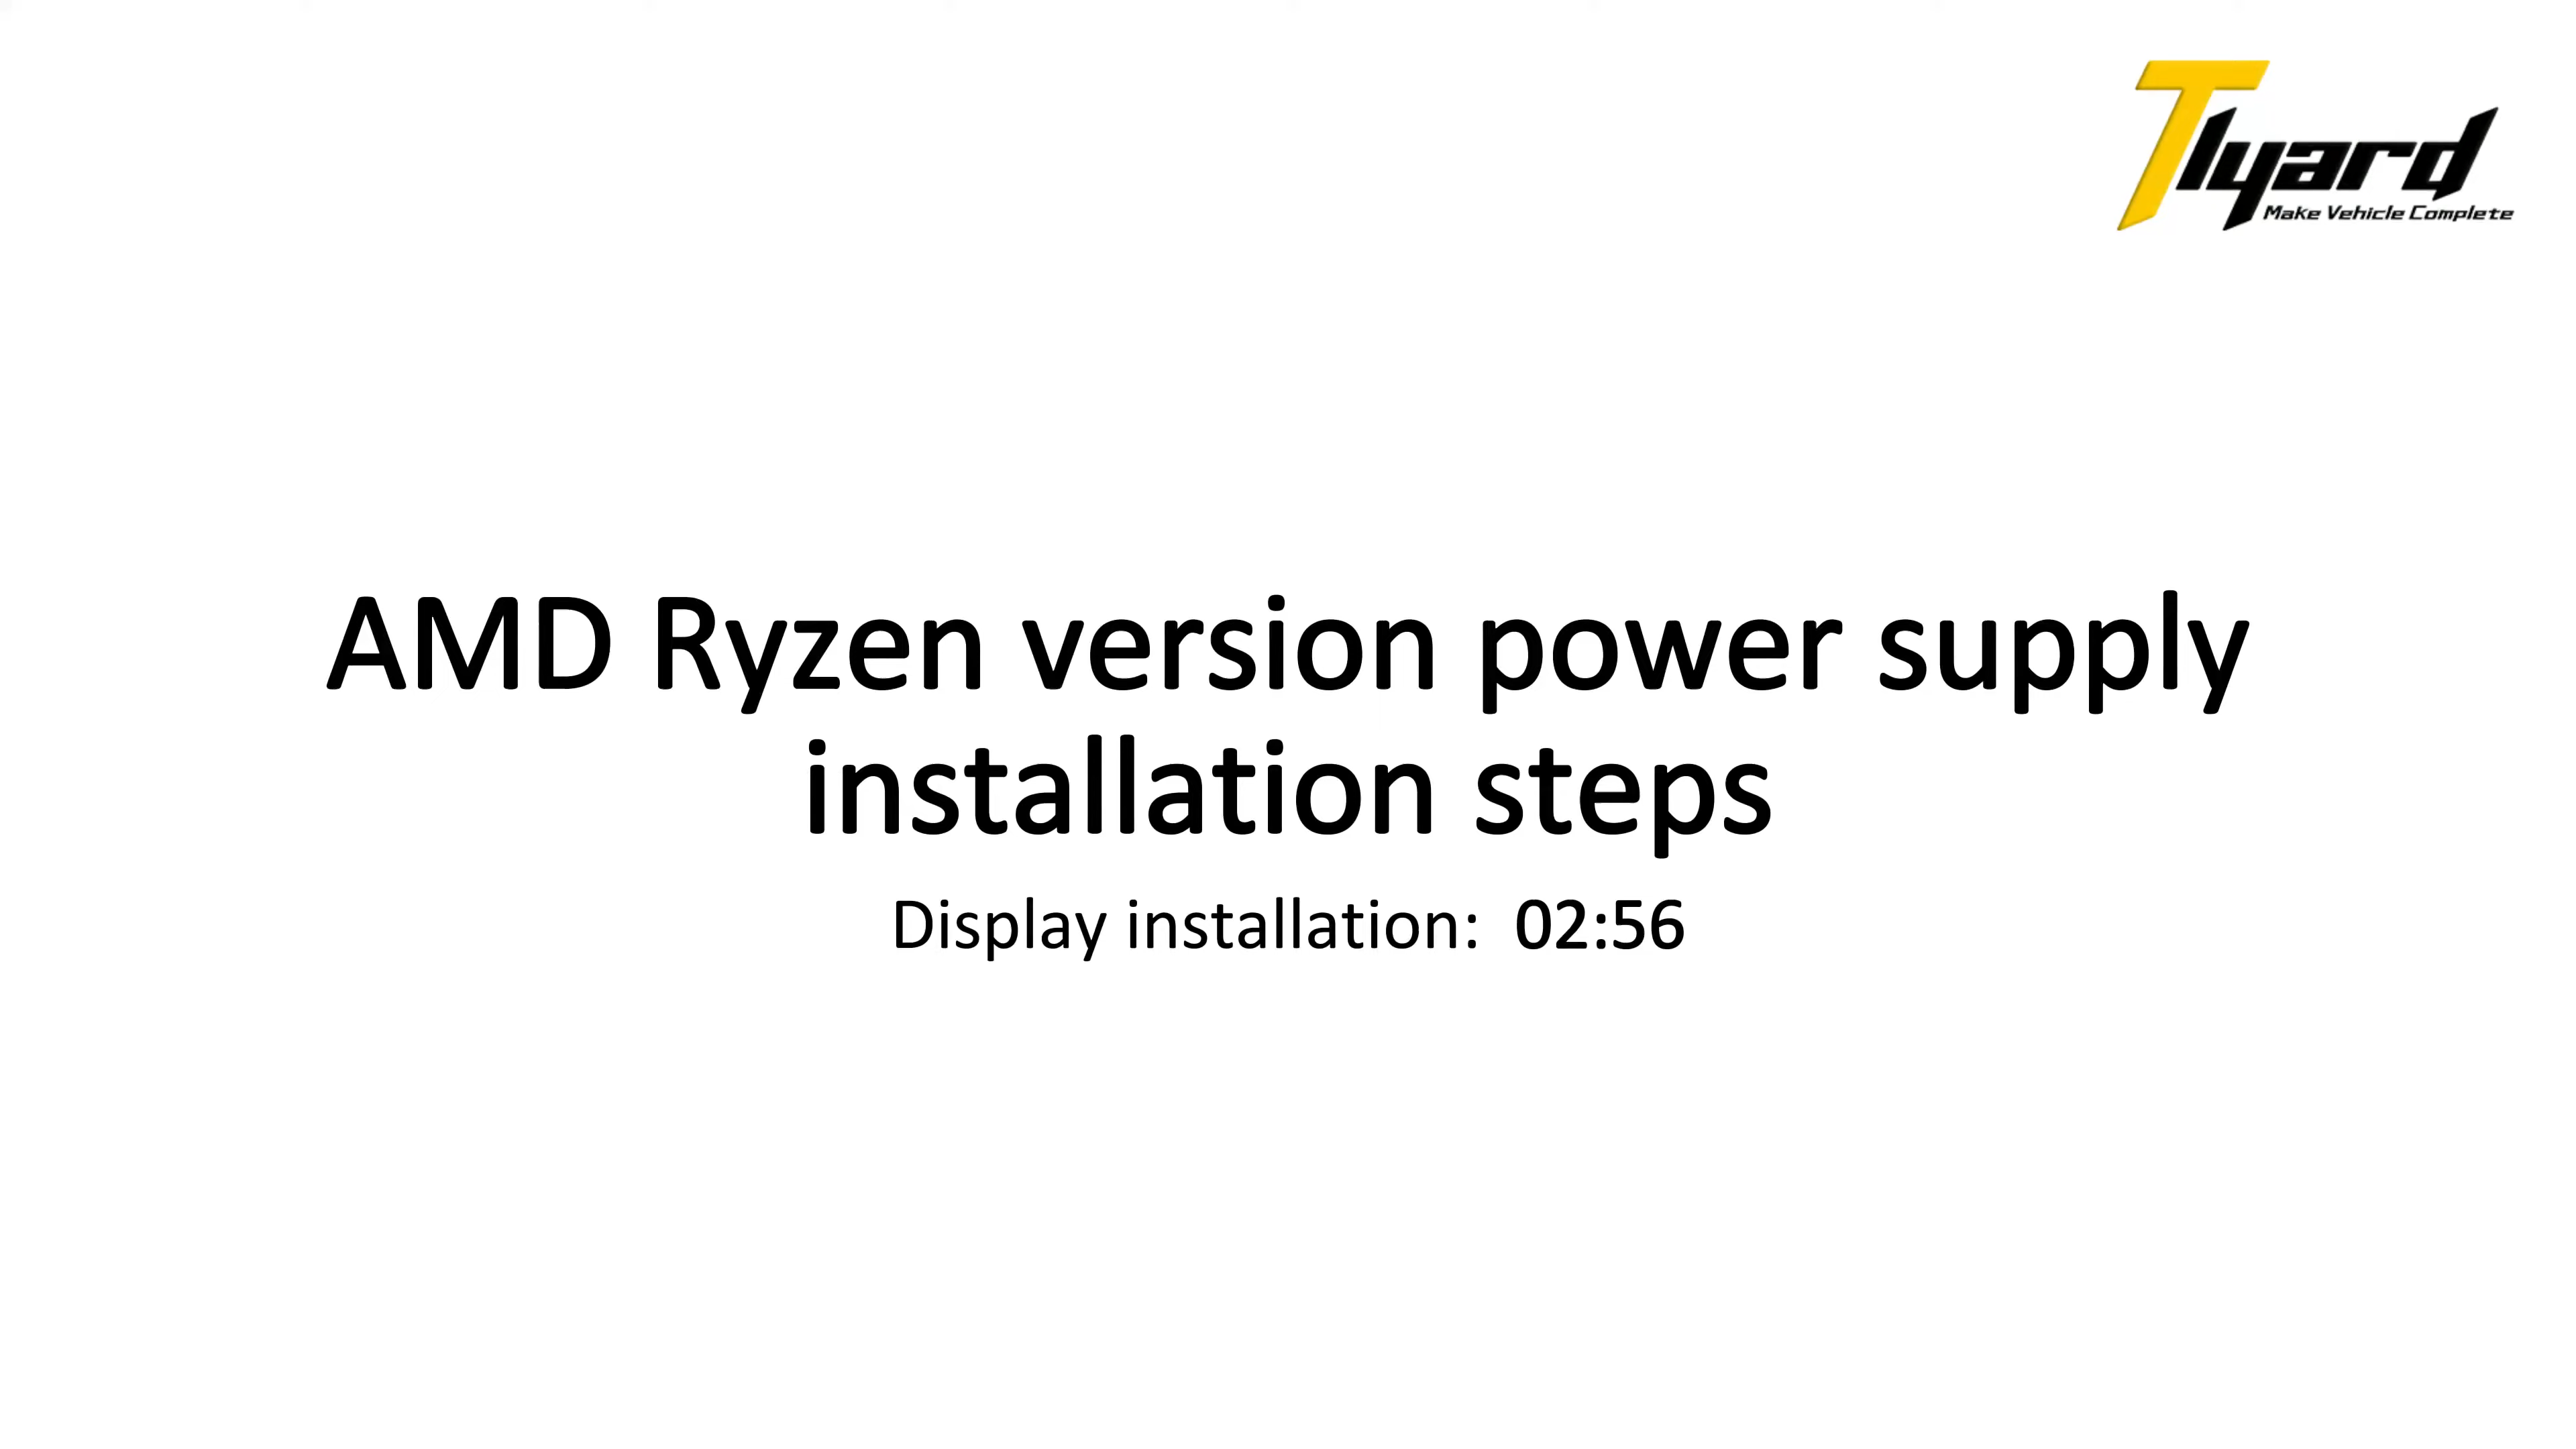 Tlyard
Make Vehicle Complete
AMD Ryzen version power supply
installation steps
Display installation: 02:56